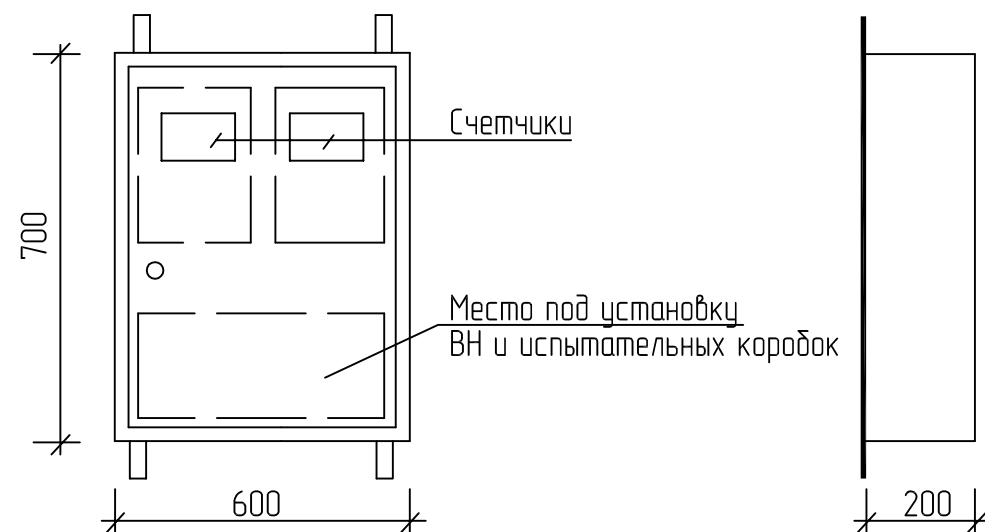 Счетчики
700
Место под установку
ВН и испытательных коробок
600
200